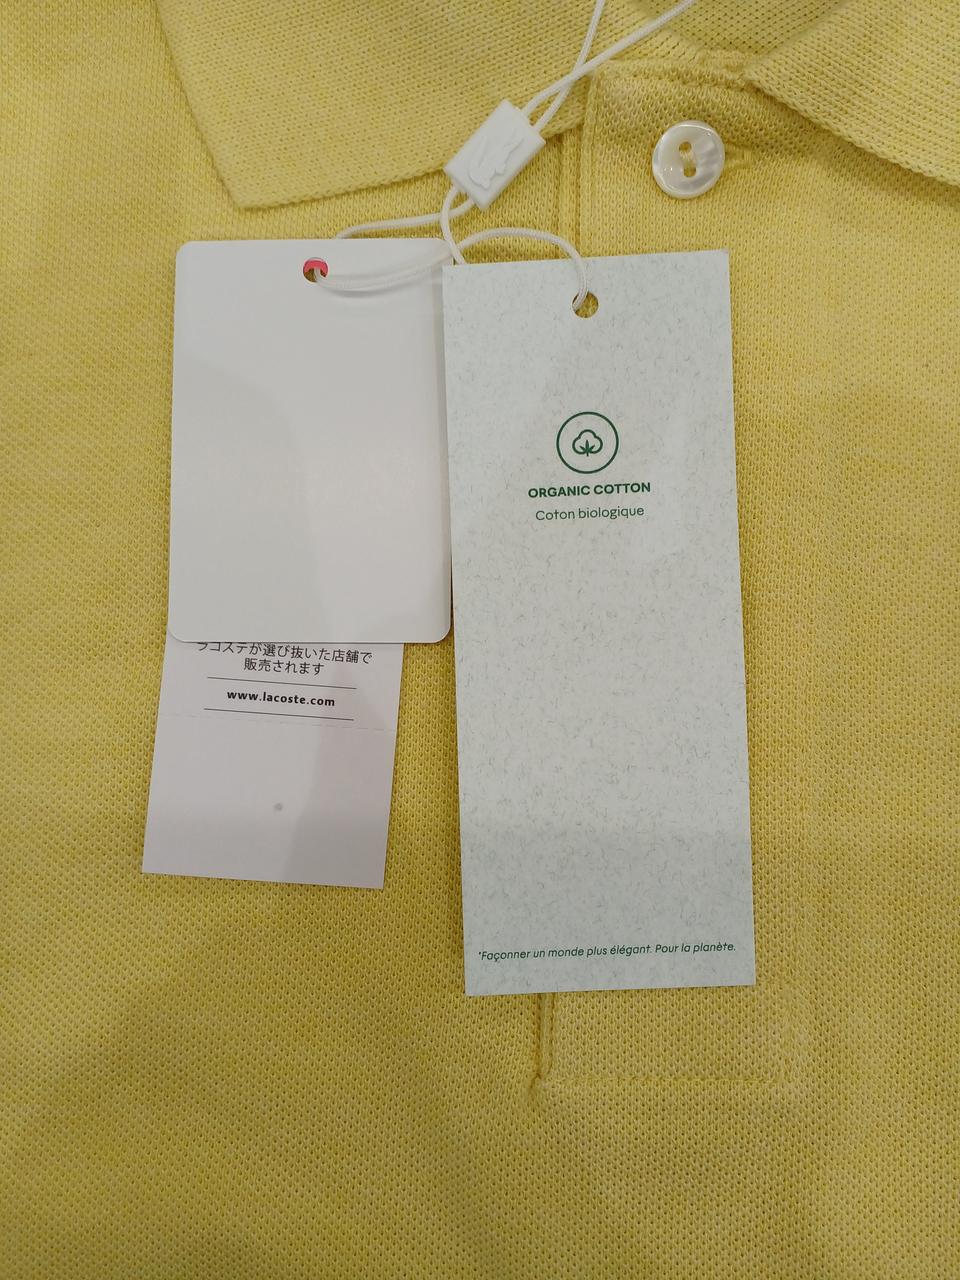 ラコステが選び抜いた店舗で
販売されます
www.lacoste.com
ORGANIC COTTON
Coton biologique
*Façonner un monde plus élégant. Pour la planète.